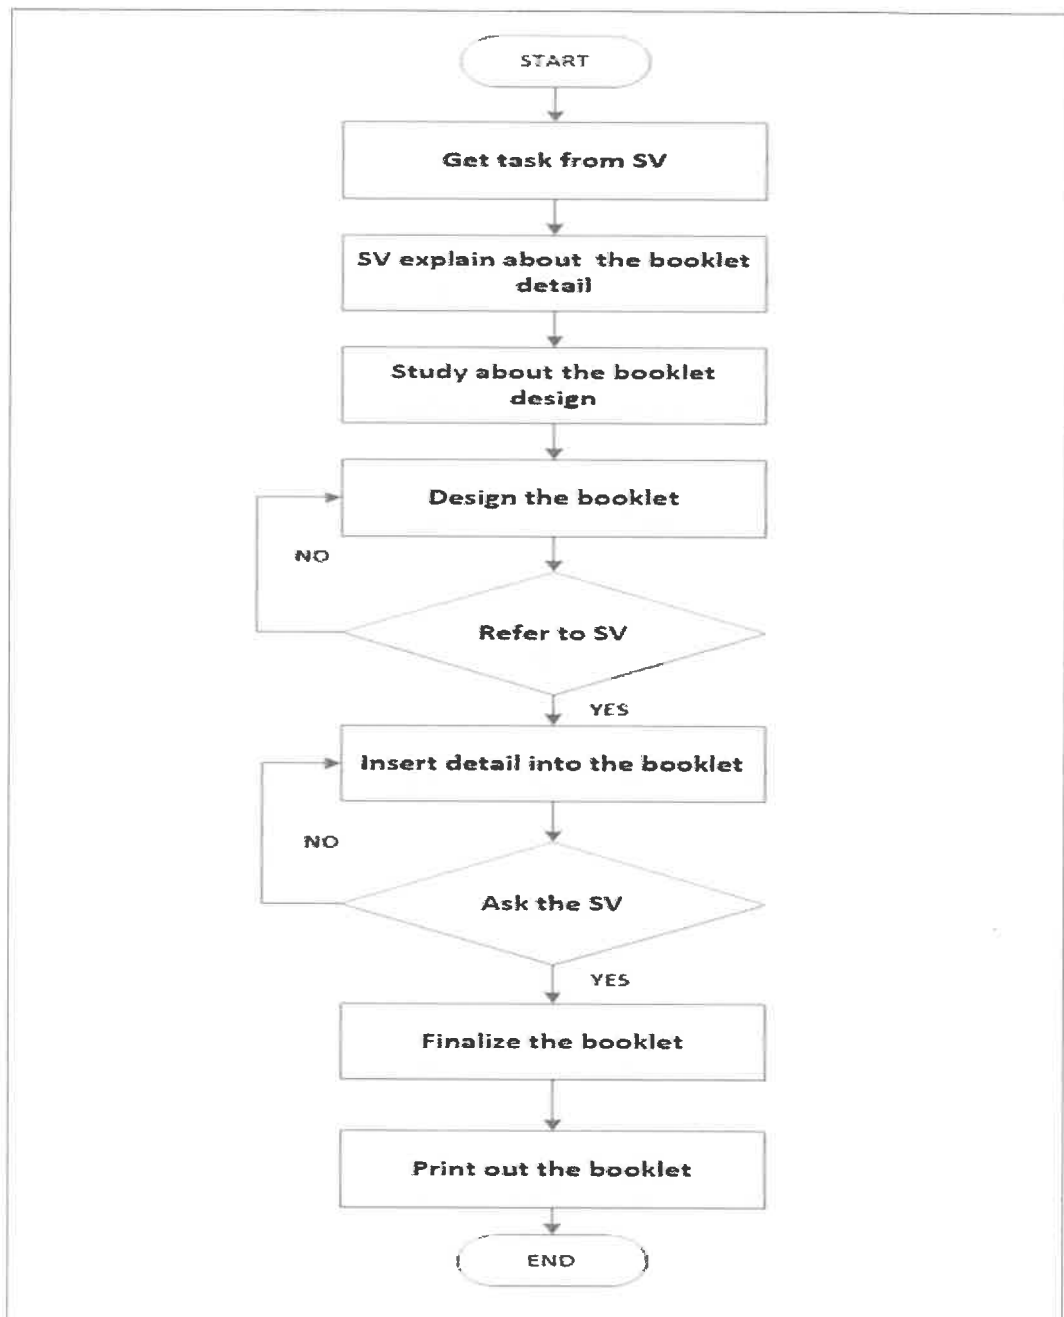 START
Get task from SV
SV explain about the booklet
detail
Study about the booklet
design
Design the booklet
NO
Refer to SV
YES
Insert detail into the booklet
NO
Ask the SV
YES
Finalize the booklet
Print out the booklet
END